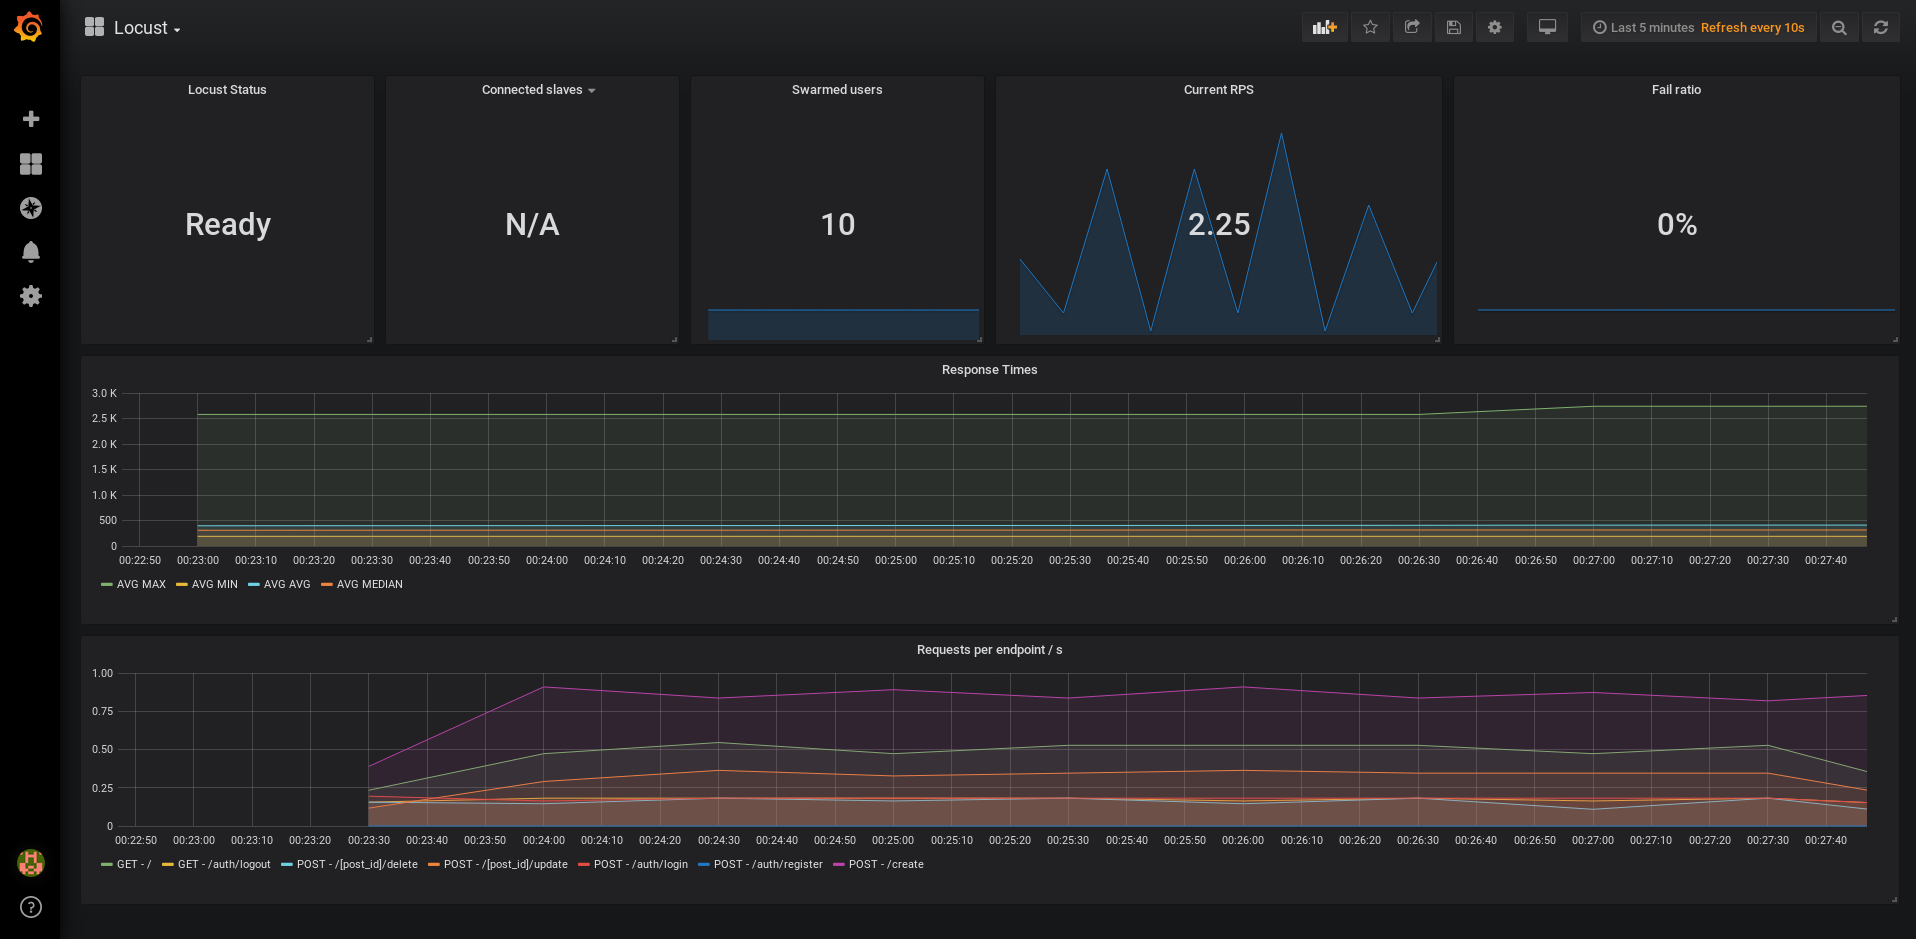 Locust
Last 5 minutes Refresh every 10s
Locust Status
Connected slaves
Swarmed users
Current RPS
Fail ratio
Ready
N/A
10
2.25
0%
Response Times
3.0 K
2.5 K
2.0 K
1.5 K
1.0 K
500
0
00:22:50 00:23:00 00:23:10 00:23:20 00:23:30 00:23:40 00:23:50 00:24:00 00:24:10 00:24:20 00:24:30 00:24:40 00:24:50 00:25:00 00:25:10 00:25:20 00:25:30 00:25:40 00:25:50 00:26:00 00:26:10 00:26:20 00:26:30 00:26:40 00:26:50 00:27:00 00:27:10 00:27:20 00:27:30 00:27:40
AVG MAX AVG MIN AVG AVG AVG MEDIAN
Requests per endpoint / s
1.00
0.75
0.50
0.25
0
00:22:50 00:23:00 00:23:10 00:23:20 00:23:30 00:23:40 00:23:50 00:24:00 00:24:10 00:24:20 00:24:30 00:24:40 00:24:50 00:25:00 00:25:10 00:25:20 00:25:30 00:25:40 00:25:50 00:26:00 00:26:10 00:26:20 00:26:30 00:26:40 00:26:50 00:27:00 00:27:10 00:27:20 00:27:30 00:27:40
GET - / GET - /auth/logout POST - /[post_id]/delete POST - /[post_id]/update POST - /auth/login POST - /auth/register POST - /create